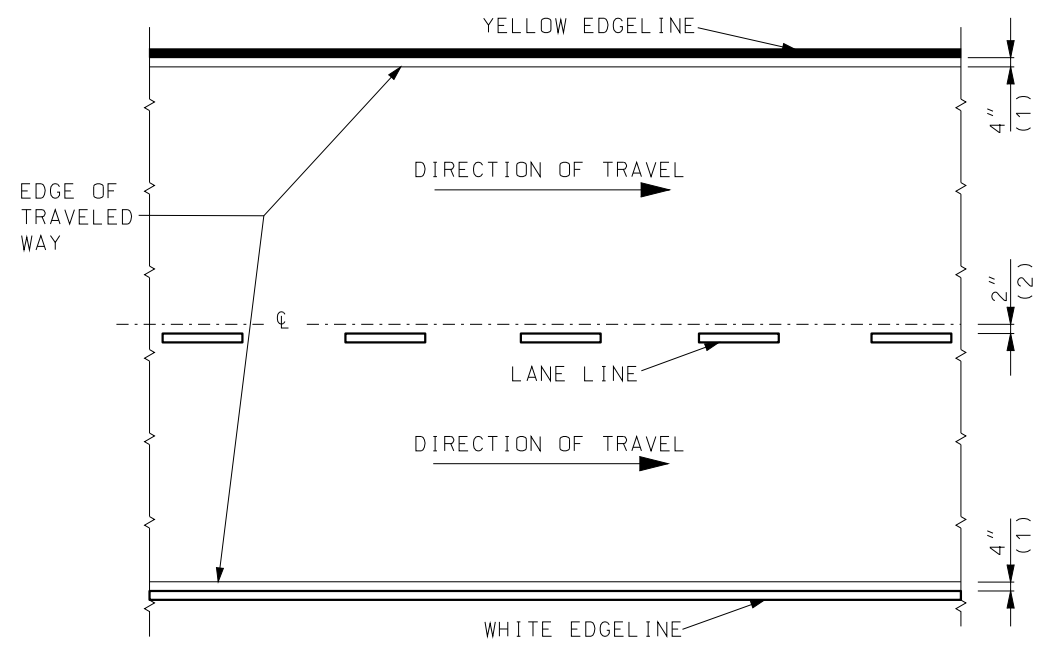 YELLOW EDGELINE
4"
(1)
DIRECTION OF TRAVEL
EDGE OF
TRAVELED
WAY
2"
(2)
℄
LANE LINE
DIRECTION OF TRAVEL
4"
(1)
WHITE EDGELINE